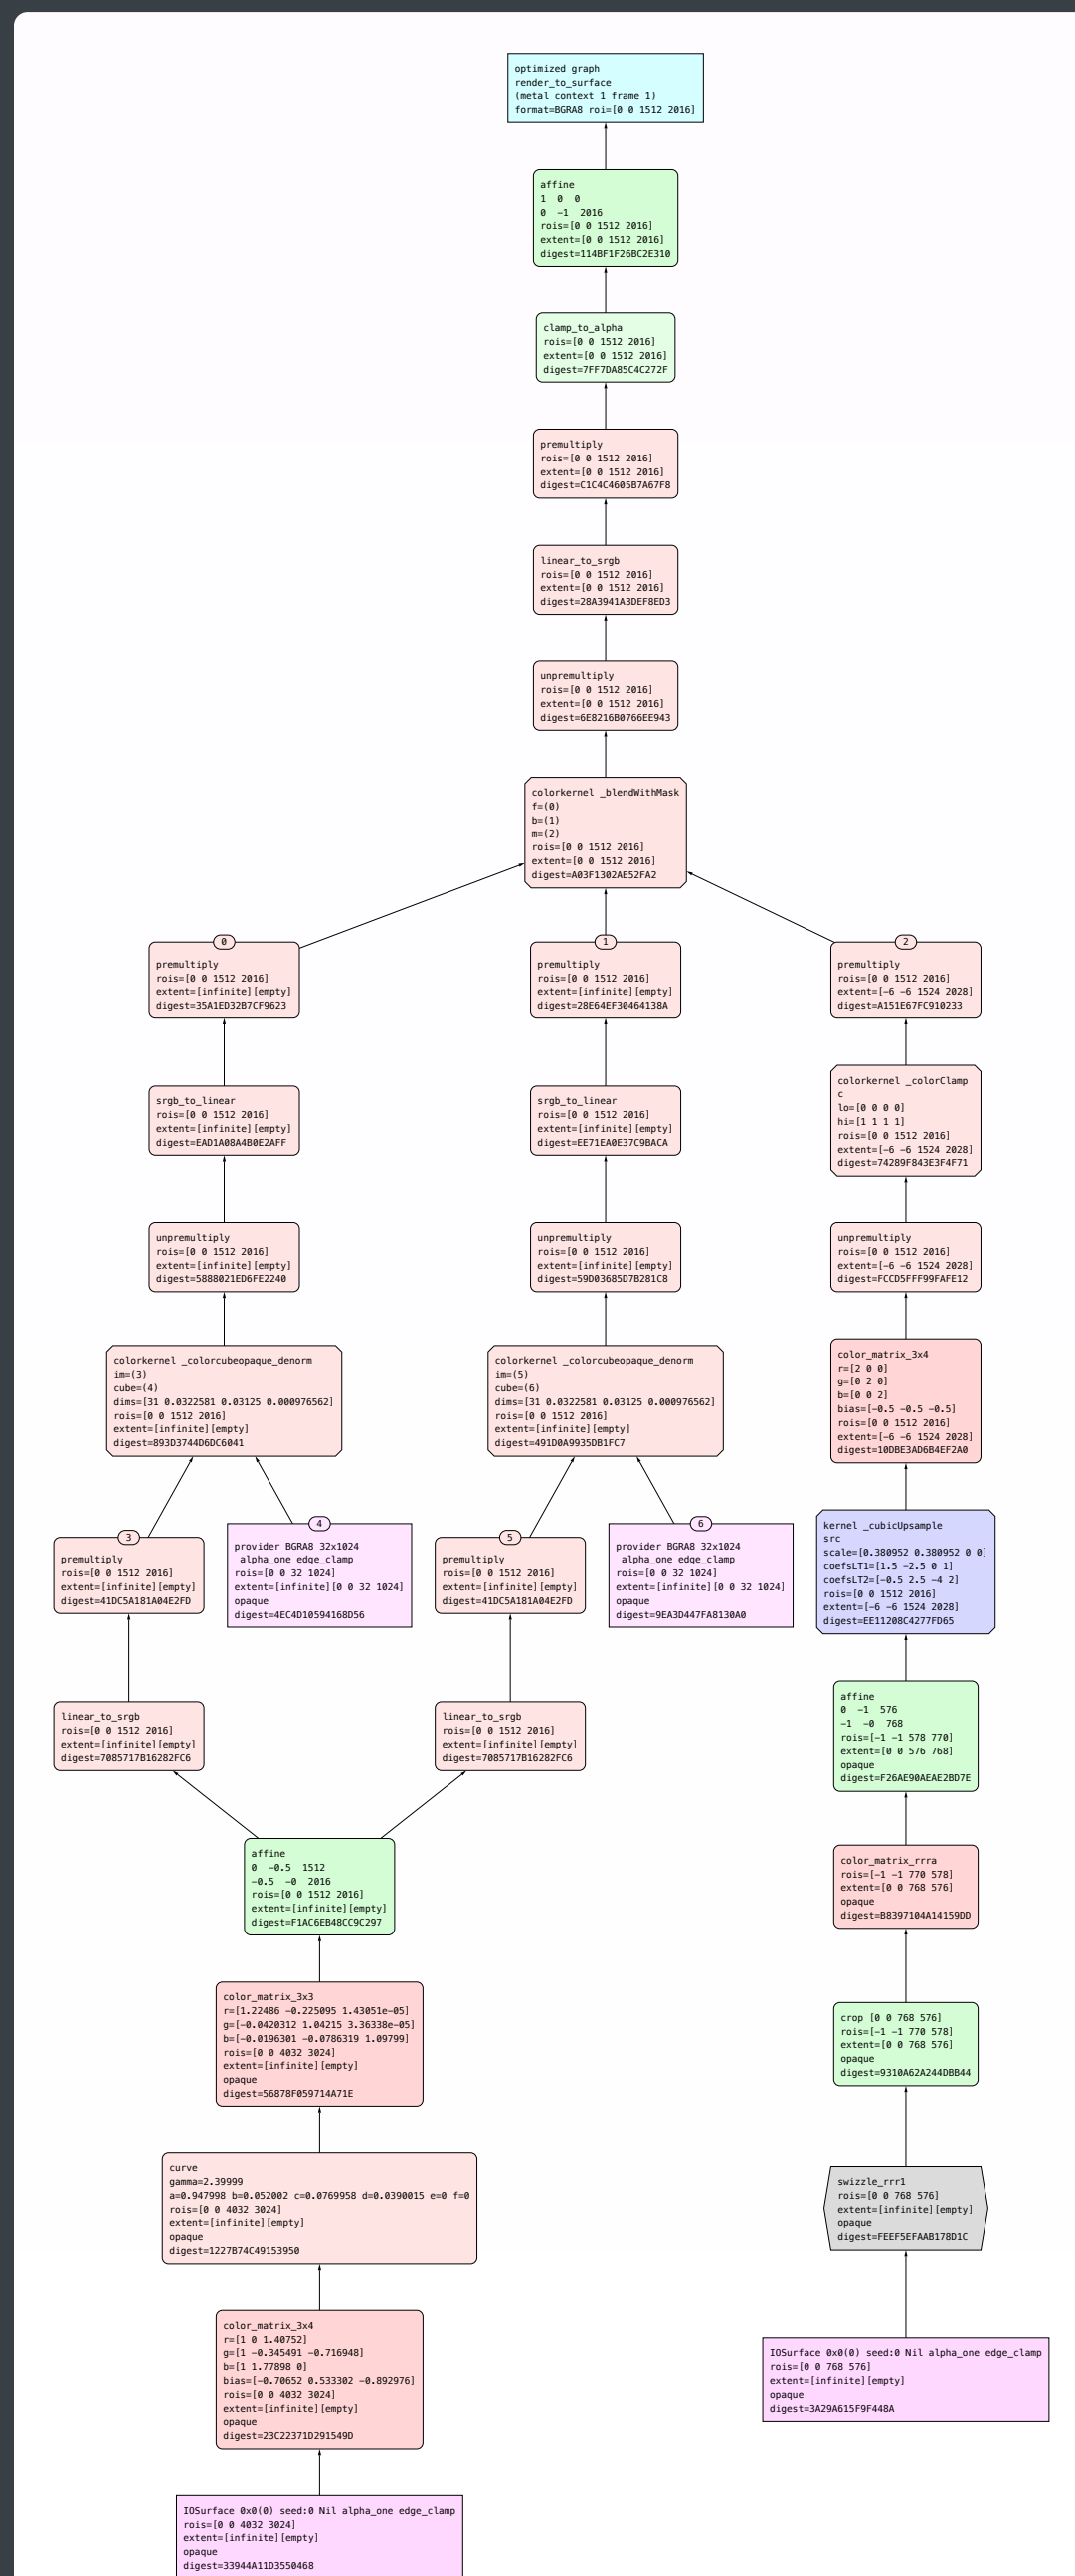 optimized graph
render_to_surface
(metal context 1 frame 1)
format=BGRA8 roi=[0 0 1512 2016]
affine
1 0 0
0 -1 2016
rois=[0 0 1512 2016]
extent=[0 0 1512 2016]
digest=114BF1F26BC2E310
clamp_to_alpha
rois=[0 0 1512 2016]
extent=[0 0 1512 2016]
digest=7FF7DA85C4C272F
premultiply
rois=[0 0 1512 2016]
extent=[0 0 1512 2016]
digest=C1C4C4605B7A67F8
linear_to_srgb
rois=[0 0 1512 2016]
extent=[0 0 1512 2016]
digest=28A3941A3DEF8ED3
unpremultiply
rois=[0 0 1512 2016]
extent=[0 0 1512 2016]
digest=6E8216B0766EE943
colorkernel _blendWithMask
f=(0)
b=(1)
m=(2)
rois=[0 0 1512 2016]
extent=[0 0 1512 2016]
digest=A03F1302AE52FA2
0
premultiply
rois=[0 0 1512 2016]
extent=[infinite][empty]
digest=35A1ED32B7CF9623
1
premultiply
rois=[0 0 1512 2016]
extent=[infinite][empty]
digest=28E64EF30464138A
2
premultiply
rois=[0 0 1512 2016]
extent=[-6 -6 1524 2028]
digest=A151E67FC910233
srgb_to_linear
rois=[0 0 1512 2016]
extent=[infinite][empty]
digest=EAD1A08A4B0E2AFF
srgb_to_linear
rois=[0 0 1512 2016]
extent=[infinite][empty]
digest=EE71EA0E37C9BACA
colorkernel _colorClamp
c
lo=[0 0 0 0]
hi=[1 1 1 1]
rois=[0 0 1512 2016]
extent=[-6 -6 1524 2028]
digest=74289F843E3F4F71
unpremultiply
rois=[0 0 1512 2016]
extent=[infinite][empty]
digest=5888021ED6FE2240
unpremultiply
rois=[0 0 1512 2016]
extent=[infinite][empty]
digest=59D03685D7B281C8
unpremultiply
rois=[0 0 1512 2016]
extent=[-6 -6 1524 2028]
digest=FCCD5FFF99FAFE12
colorkernel _colorcubeopaque_denorm
im=(3)
cube=(4)
dims=[31 0.0322581 0.03125 0.000976562]
rois=[0 0 1512 2016]
extent=[infinite][empty]
digest=893D3744D6DC6041
colorkernel _colorcubeopaque_denorm
im=(5)
cube=(6)
dims=[31 0.0322581 0.03125 0.000976562]
rois=[0 0 1512 2016]
extent=[infinite][empty]
digest=491D0A9935DB1FC7
color_matrix_3x4
r=[2 0 0]
g=[0 2 0]
b=[0 0 2]
bias=[-0.5 -0.5 -0.5]
rois=[0 0 1512 2016]
extent=[-6 -6 1524 2028]
digest=10DBE3AD6B4EF2A0
3
premultiply
rois=[0 0 1512 2016]
extent=[infinite][empty]
digest=41DC5A181A04E2FD
4
provider BGRA8 32x1024
alpha_one edge_clamp
rois=[0 0 32 1024]
extent=[infinite][0 0 32 1024]
opaque
digest=4EC4D10594168D56
5
premultiply
rois=[0 0 1512 2016]
extent=[infinite][empty]
digest=41DC5A181A04E2FD
6
provider BGRA8 32x1024
alpha_one edge_clamp
rois=[0 0 32 1024]
extent=[infinite][0 0 32 1024]
opaque
digest=9EA3D447FA8130A0
kernel _cubicUpsample
src
scale=[0.380952 0.380952 0 0]
coefsLT1=[1.5 -2.5 0 1]
coefsLT2=[-0.5 2.5 -4 2]
rois=[0 0 1512 2016]
extent=[-6 -6 1524 2028]
digest=EE11208C4277FD65
linear_to_srgb
rois=[0 0 1512 2016]
extent=[infinite][empty]
digest=7085717B16282FC6
linear_to_srgb
rois=[0 0 1512 2016]
extent=[infinite][empty]
digest=7085717B16282FC6
affine
0 -1 576
-1 -0 768
rois=[-1 -1 578 770]
extent=[0 0 576 768]
opaque
digest=F26AE90AEAE2BD7E
affine
0 -0.5 1512
-0.5 -0 2016
rois=[0 0 1512 2016]
extent=[infinite][empty]
digest=F1AC6EB48CC9C297
color_matrix_rrra
rois=[-1 -1 770 578]
extent=[0 0 768 576]
opaque
digest=B8397104A14159DD
color_matrix_3x3
r=[1.22486 -0.225095 1.43051e-05]
g=[-0.0420312 1.04215 3.36338e-05]
b=[-0.0196301 -0.0786319 1.09799]
rois=[0 0 4032 3024]
extent=[infinite][empty]
opaque
digest=56878F059714A71E
crop [0 0 768 576]
rois=[-1 -1 770 578]
extent=[0 0 768 576]
opaque
digest=9310A62A244DBB44
curve
gamma=2.39999
a=0.947998 b=0.052002 c=0.0769958 d=0.0390015 e=0 f=0
rois=[0 0 4032 3024]
extent=[infinite][empty]
opaque
digest=1227B74C49153950
swizzle_rrr1
rois=[0 0 768 576]
extent=[infinite][empty]
opaque
digest=FEEF5EFAAB178D1C
color_matrix_3x4
r=[1 0 1.40752]
g=[1 -0.345491 -0.716948]
b=[1 1.77898 0]
bias=[-0.70652 0.533302 -0.892976]
rois=[0 0 4032 3024]
extent=[infinite][empty]
opaque
digest=23C22371D291549D
IOSurface 0x0(0) seed:0 Nil alpha_one edge_clamp
rois=[0 0 768 576]
extent=[infinite][empty]
opaque
digest=3A29A615F9F448A
IOSurface 0x0(0) seed:0 Nil alpha_one edge_clamp
rois=[0 0 4032 3024]
extent=[infinite][empty]
opaque
digest=33944A11D3550468